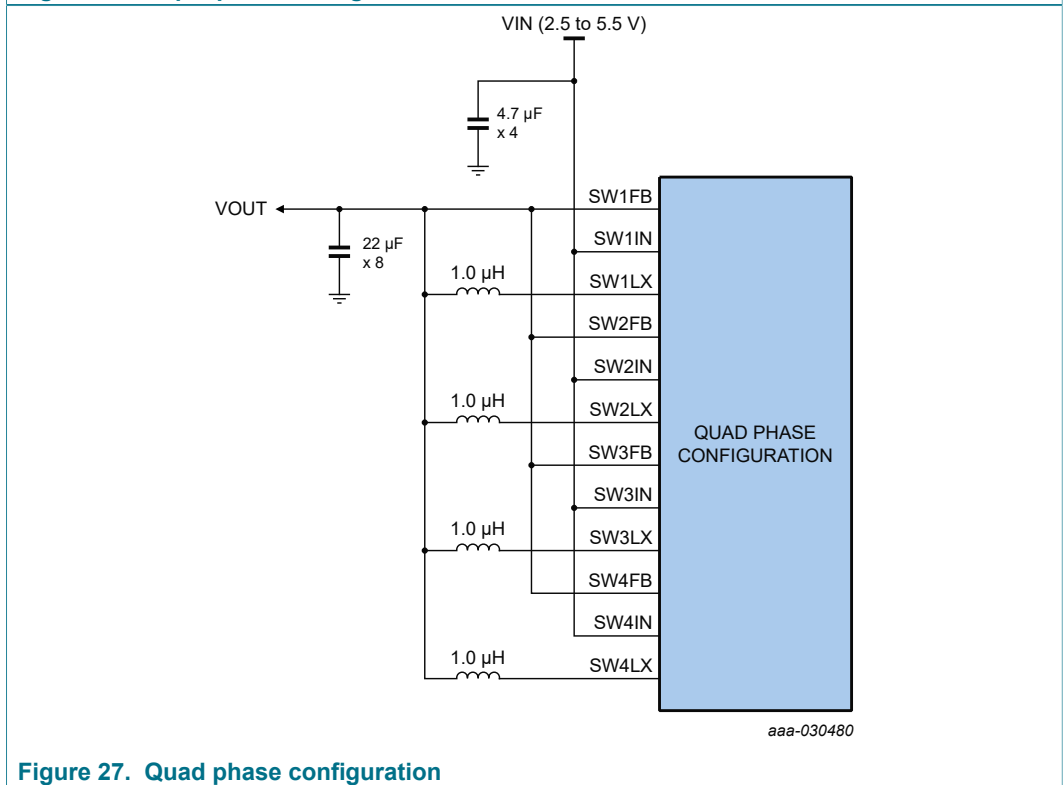 VIN (2.5 to 5.5 V)
4.7 µF
x 4
VOUT
22 µF
x 8
SW1FB
SW1IN
1.0 µH
SW1LX
SW2FB
SW2IN
1.0 µH
SW2LX
SW3FB
SW3IN
1.0 µH
SW3LX
SW4FB
SW4IN
1.0 µH
SW4LX
QUAD PHASE
CONFIGURATION
aaa-030480
Figure 27. Quad phase configuration